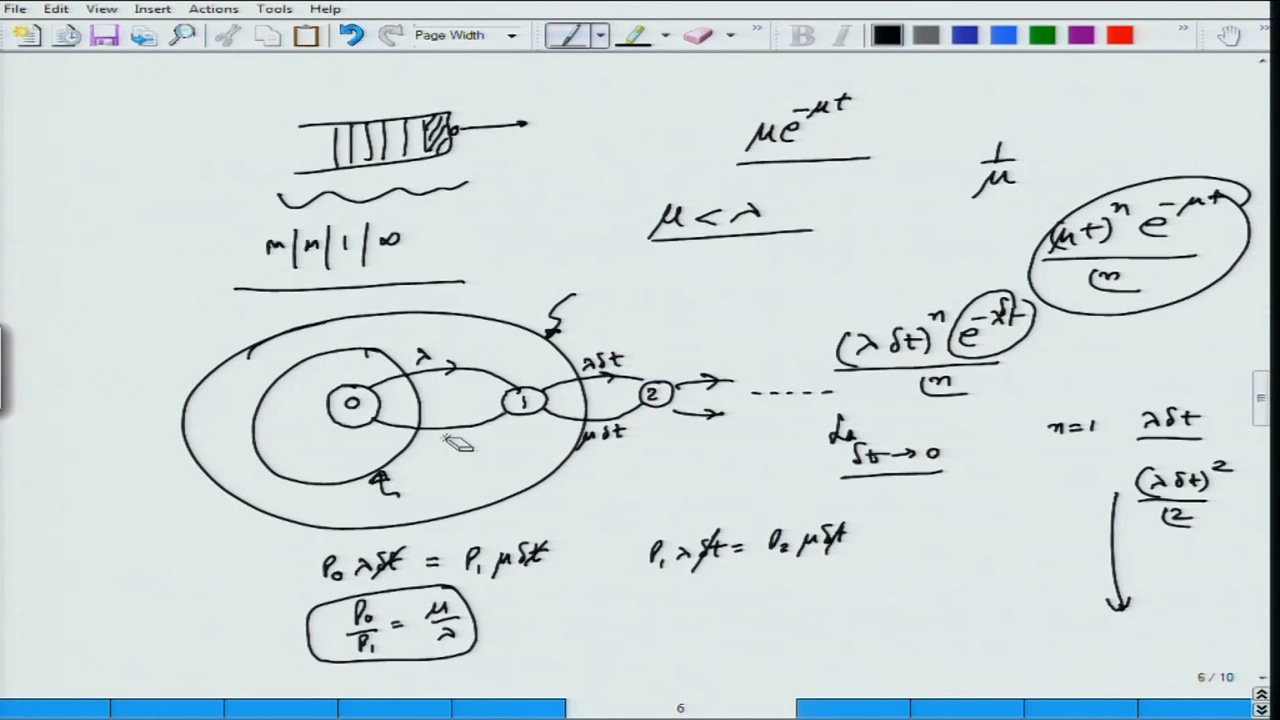 File Edit View Insert Actions Tools Help
Page Width
μe^{-μt}
1/μ
μ < λ
M|M|1|∞
(μt)^n e^{-μt} / ⌊n
(λδt)^n e^{-λδt} / ⌊n
0 λ 1 λδt 2 ------
μδt
δt→0
n=1 λδt
(λδt)^2 / ⌊2
P₀ λδt = P₁ μδt P₁ λδt = P₂ μδt
P₀/P₁ = μ/λ
6 / 10
6